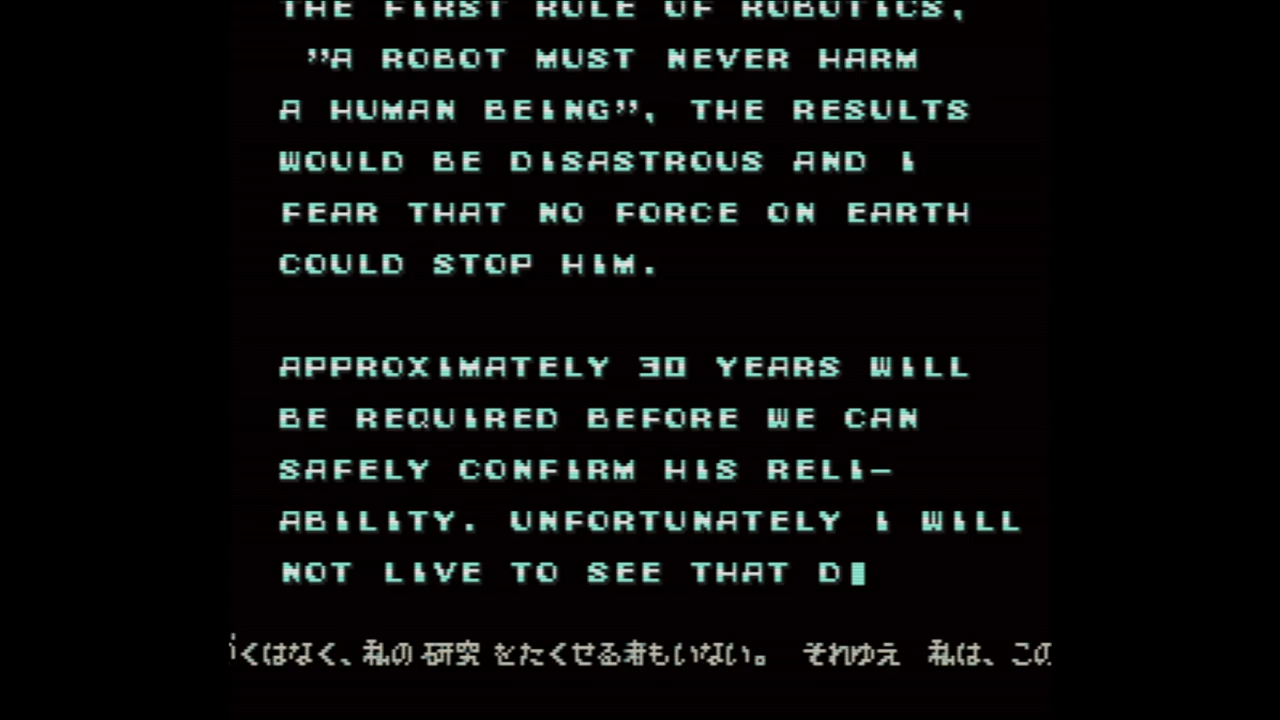 THE FIRST RULE OF ROBOTICS,
"A ROBOT MUST NEVER HARM
A HUMAN BEING", THE RESULTS
WOULD BE DISASTROUS AND I
FEAR THAT NO FORCE ON EARTH
COULD STOP HIM.
APPROXIMATELY 30 YEARS WILL
BE REQUIRED BEFORE WE CAN
SAFELY CONFIRM HIS RELI-
ABILITY. UNFORTUNATELY I WILL
NOT LIVE TO SEE THAT D
くはなく、私の研究をたくせる者もいない。 それゆえ 私は、この